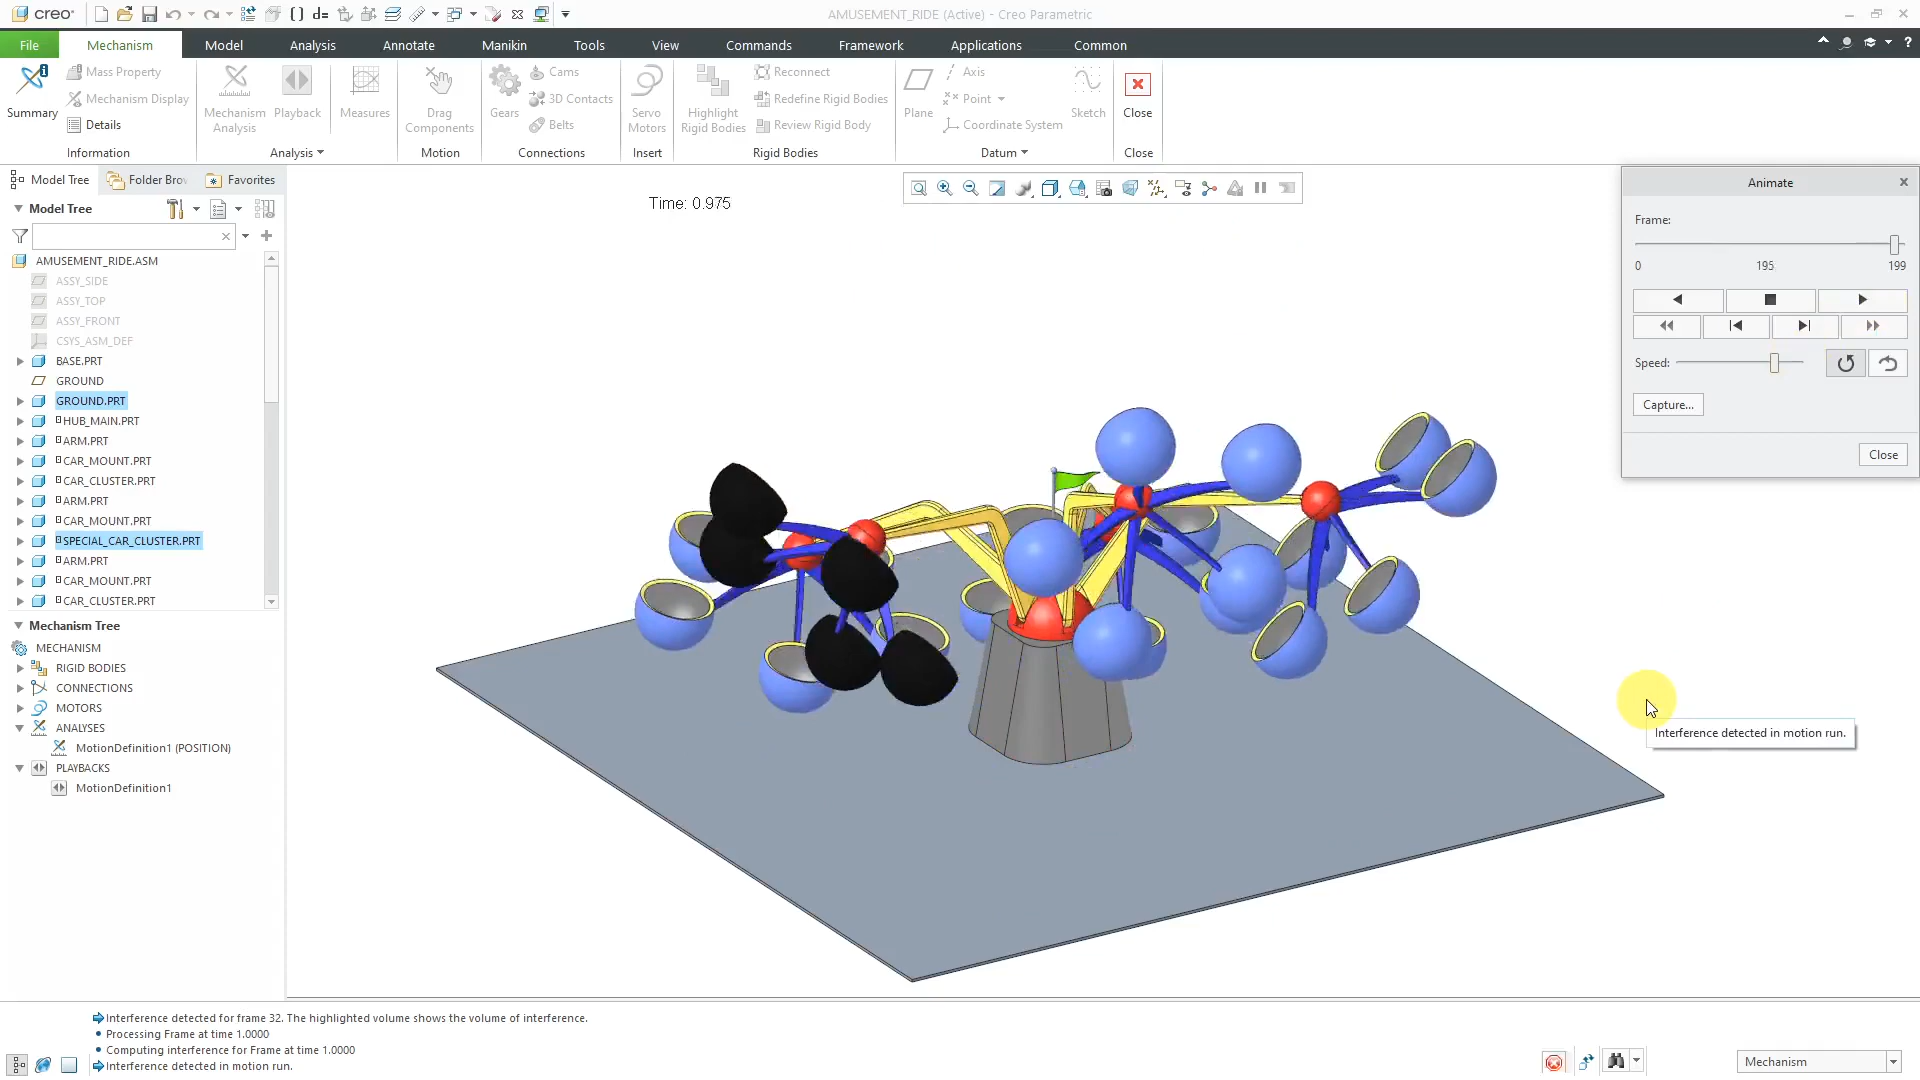 creo
AMUSEMENT_RIDE (Active) - Creo Parametric
File
Mechanism
Model
Analysis
Annotate
Manikin
Tools
View
Commands
Framework
Applications
Common
Summary
Mass Property
Mechanism Display
Details
Information
Mechanism
Analysis
Playback
Measures
Analysis
Drag
Components
Motion
Gears
Cams
3D Contacts
Belts
Connections
Servo
Motors
Insert
Highlight
Rigid Bodies
Reconnect
Redefine Rigid Bodies
Review Rigid Body
Rigid Bodies
Plane
Axis
Point
Coordinate System
Sketch
Datum
Close
Close
Model Tree
Folder Brov
Favorites
Model Tree
AMUSEMENT_RIDE.ASM
ASSY_SIDE
ASSY_TOP
ASSY_FRONT
CSYS_ASM_DEF
BASE.PRT
GROUND
GROUND.PRT
HUB_MAIN.PRT
ARM.PRT
CAR_MOUNT.PRT
CAR_CLUSTER.PRT
ARM.PRT
CAR_MOUNT.PRT
SPECIAL_CAR_CLUSTER.PRT
ARM.PRT
CAR_MOUNT.PRT
CAR_CLUSTER.PRT
Mechanism Tree
MECHANISM
RIGID BODIES
CONNECTIONS
MOTORS
ANALYSES
MotionDefinition1 (POSITION)
PLAYBACKS
MotionDefinition1
Time: 0.975
Animate
Frame:
0 195 199
Speed:
Capture...
Close
Interference detected in motion run.
Interference detected for frame 32. The highlighted volume shows the volume of interference.
Processing Frame at time 1.0000
Computing interference for Frame at time 1.0000
Interference detected in motion run.
Mechanism